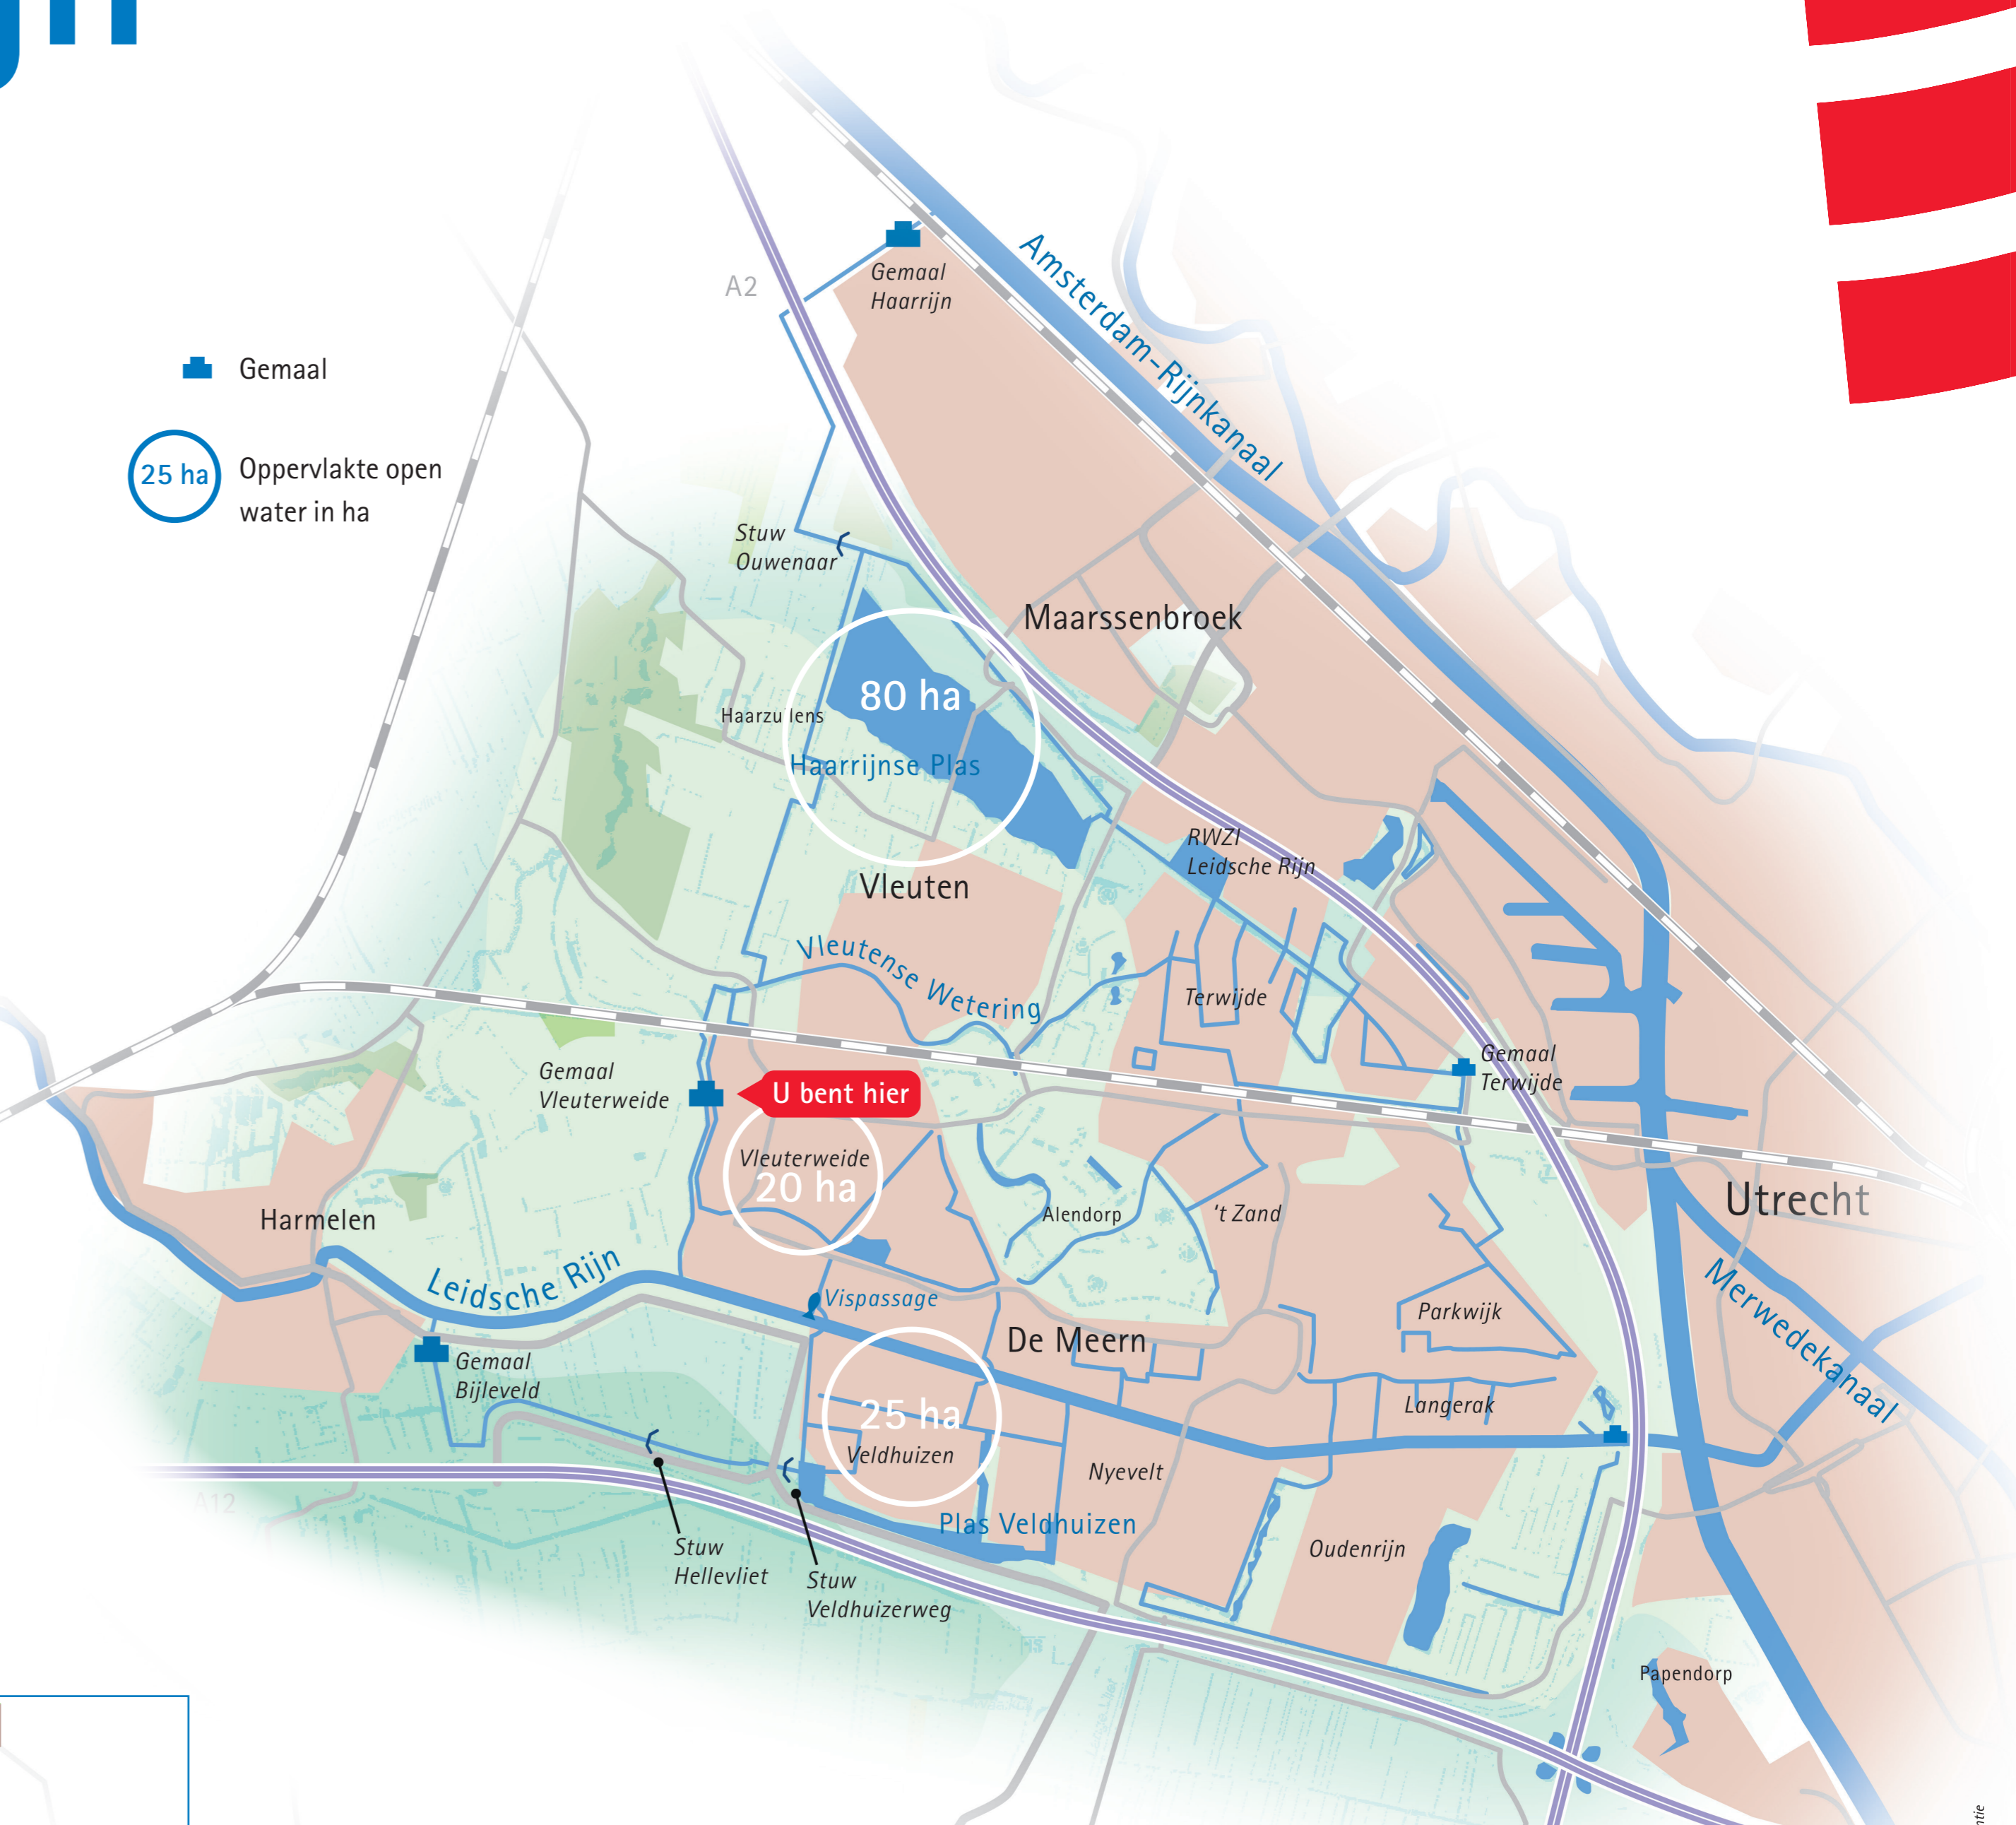 Gemaal
25 ha
Oppervlakte open
water in ha
A2
Gemaal
Haarrijn
Amsterdam-Rijnkanaal
Stuw
Ouwenaar
Maarssenbroek
80 ha
Haarzuilens
Haarrijnse Plas
RWZI
Leidsche Rijn
Vleuten
Vleutense Wetering
Terwijde
Gemaal
Terwijde
Gemaal
Vleuterweide
U bent hier
Vleuterweide
20 ha
Utrecht
Harmelen
Alendorp
't Zand
Leidsche Rijn
Vispassage
Merwedekanaal
Parkwijk
De Meern
Gemaal
Bijleveld
25 ha
Langerak
Veldhuizen
Nyevelt
A12
Plas Veldhuizen
Stuw
Hellevliet
Oudenrijn
Stuw
Veldhuizerweg
Papendorp